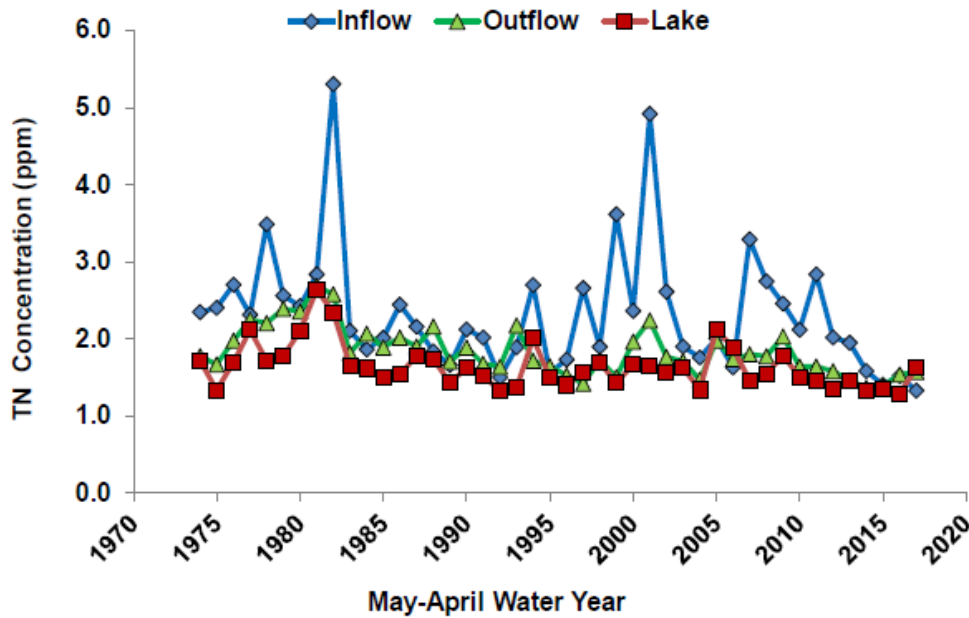 Inflow Outflow Lake
6.0
5.0
4.0
3.0
2.0
1.0
0.0
TN Concentration (ppm)
1970 1975 1980 1985 1990 1995 2000 2005 2010 2015 2020
May-April Water Year